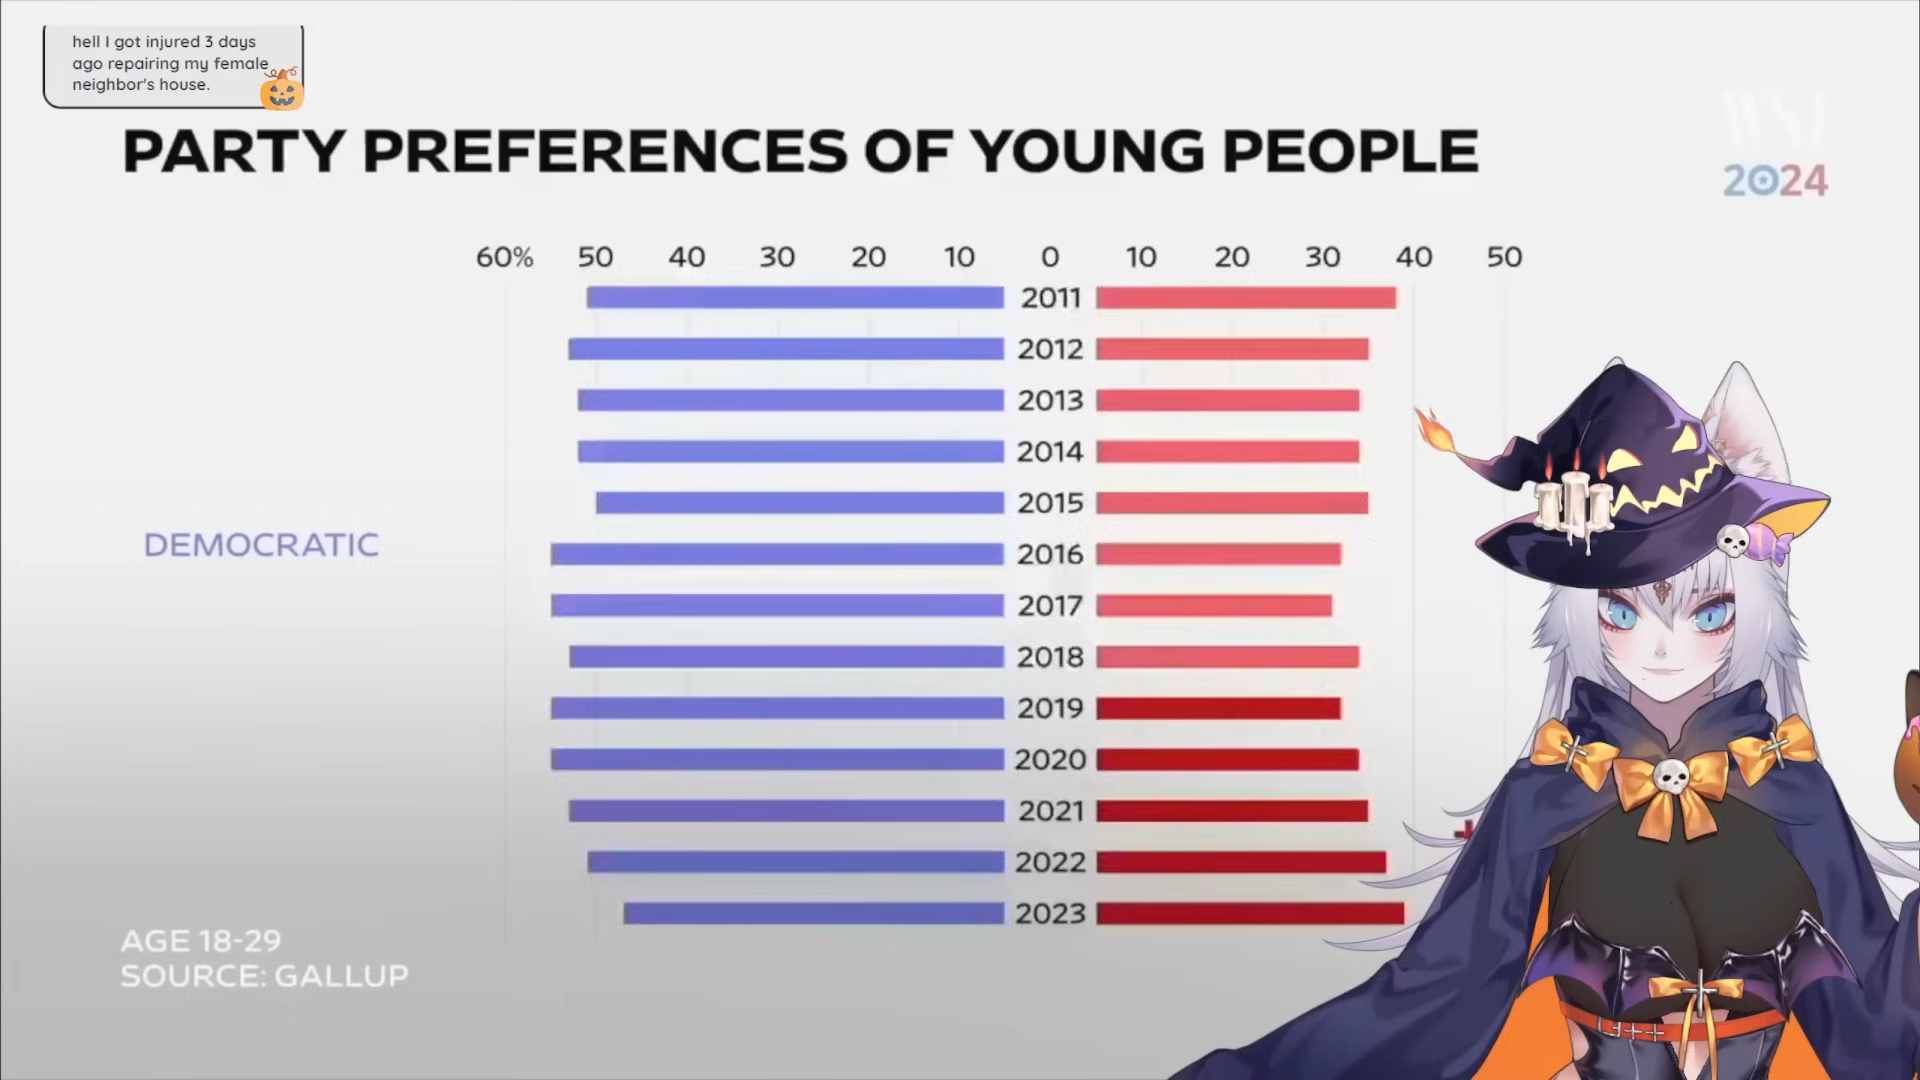 hell I got injured 3 days
ago repairing my female
neighbor's house.
WSJ
2024
PARTY PREFERENCES OF YOUNG PEOPLE
60% 50 40 30 20 10 0 10 20 30 40 50
2011
2012
2013
2014
2015
DEMOCRATIC
2016
2017
2018
2019
2020
2021
2022
2023
AGE 18-29
SOURCE: GALLUP